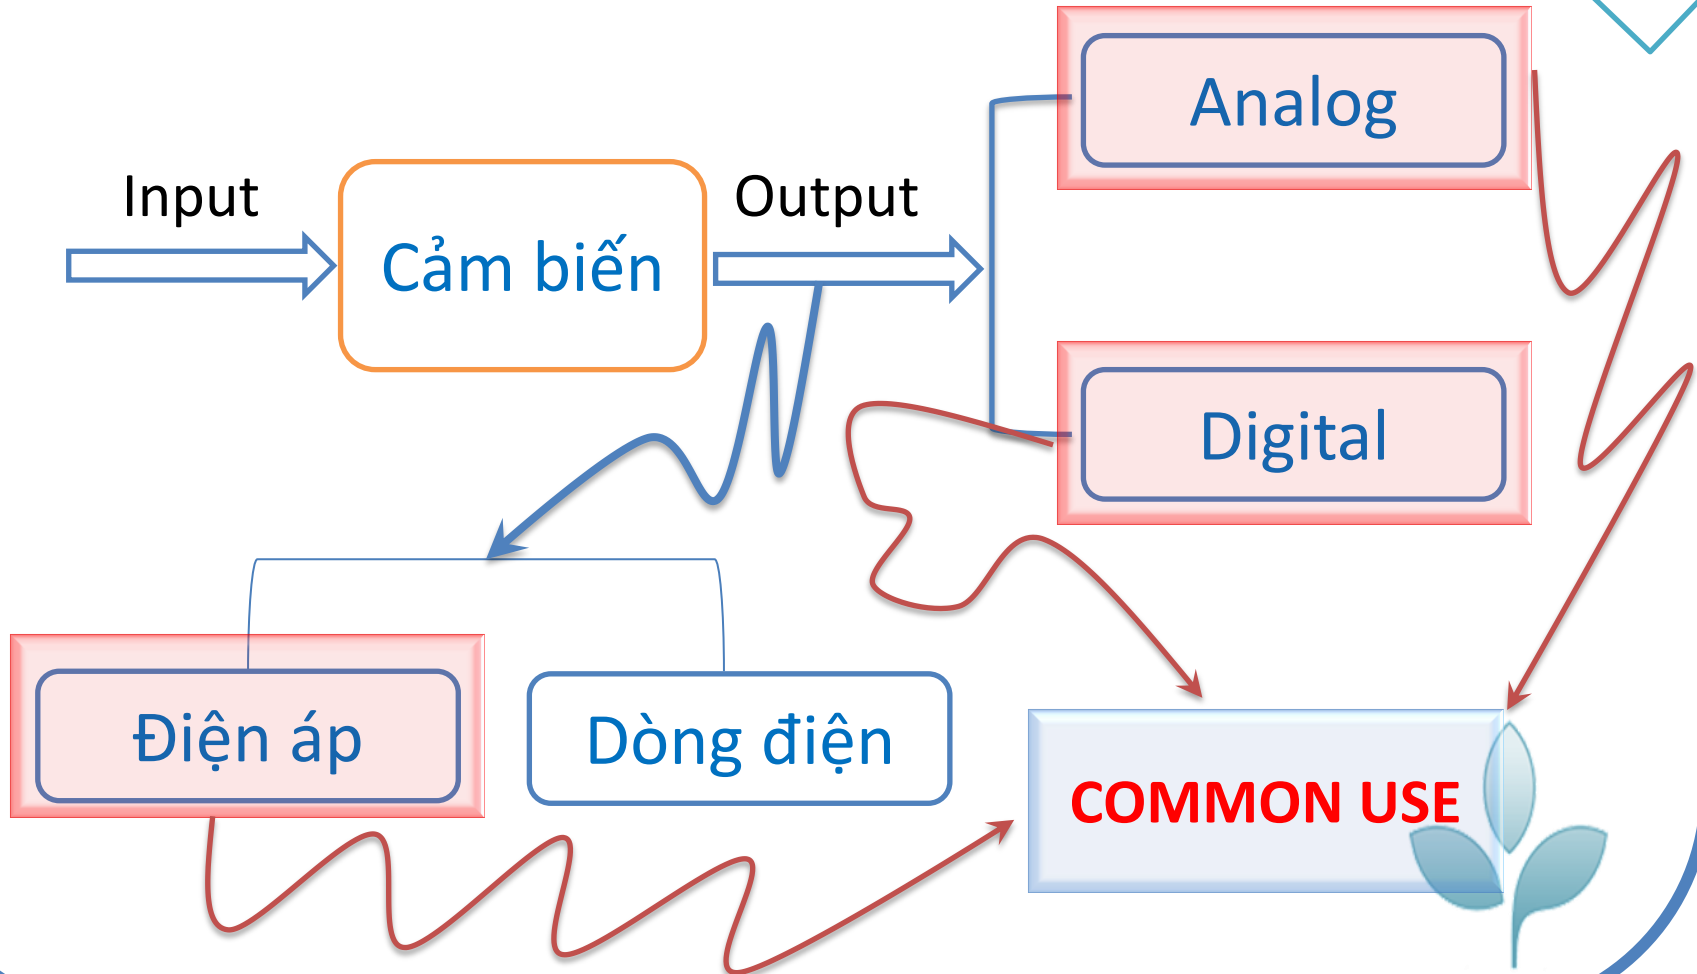 Analog
Input
Output
Cảm biến
Digital
Điện áp
Dòng điện
COMMON USE